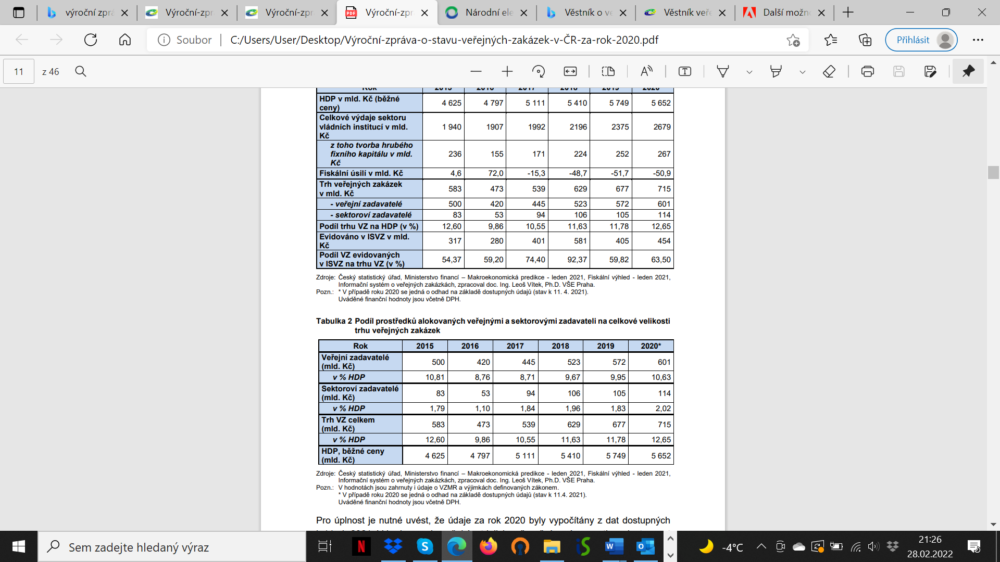 výroční zprá
Výroční-zpr
Výroční-zpr
Výroční-zpr
Národní ele
Věstník o ve
Věstník veře
Další možno
Soubor
C:/Users/User/Desktop/Výroční-zpráva-o-stavu-veřejných-zakázek-v-ČR-za-rok-2020.pdf
Přihlásit
11
z 46
Rok 2015 2016 2017 2018 2019 2020*
HDP v mld. Kč (běžné
ceny) 4 625 4 797 5 111 5 410 5 749 5 652
Celkové výdaje sektoru
vládních institucí v mld.
Kč 1 940 1907 1992 2196 2375 2679
z toho tvorba hrubého
fixního kapitálu v mld.
Kč 236 155 171 224 252 267
Fiskální úsilí v mld. Kč 4,6 72,0 -15,3 -48,7 -51,7 -50,9
Trh veřejných zakázek
v mld. Kč 583 473 539 629 677 715
- veřejní zadavatelé 500 420 445 523 572 601
- sektoroví zadavatelé 83 53 94 106 105 114
Podíl trhu VZ na HDP (v %) 12,60 9,86 10,55 11,63 11,78 12,65
Evidováno v ISVZ v mld.
Kč 317 280 401 581 405 454
Podíl VZ evidovaných
v ISVZ na trhu VZ (v %) 54,37 59,20 74,40 92,37 59,82 63,50
Zdroje: Český statistický úřad, Ministerstvo financí – Makroekonomická predikce - leden 2021, Fiskální výhled - leden 2021,
Informační systém o veřejných zakázkách, zpracoval doc. Ing. Leoš Vítek, Ph.D. VŠE Praha.
Pozn.: * V případě roku 2020 se jedná o odhad na základě dostupných údajů (stav k 11. 4. 2021).
Uváděné finanční hodnoty jsou včetně DPH.
Tabulka 2 Podíl prostředků alokovaných veřejnými a sektorovými zadavateli na celkové velikosti
trhu veřejných zakázek
Rok 2015 2016 2017 2018 2019 2020*
Veřejní zadavatelé
(mld. Kč) 500 420 445 523 572 601
v % HDP 10,81 8,76 8,71 9,67 9,95 10,63
Sektoroví zadavatelé
(mld. Kč) 83 53 94 106 105 114
v % HDP 1,79 1,10 1,84 1,96 1,83 2,02
Trh VZ celkem
(mld. Kč) 583 473 539 629 677 715
v % HDP 12,60 9,86 10,55 11,63 11,78 12,65
HDP, běžné ceny
(mld. Kč) 4 625 4 797 5 111 5 410 5 749 5 652
Zdroje: Český statistický úřad, Ministerstvo financí – Makroekonomická predikce - leden 2021, Fiskální výhled - leden 2021,
Informační systém o veřejných zakázkách, zpracoval doc. Ing. Leoš Vítek, Ph.D. VŠE Praha.
Pozn.: V hodnotách jsou zahrnuty i údaje o VZMR a výjimkách definovaných zákonem.
* V případě roku 2020 se jedná o odhad na základě dostupných údajů (stav k 11.4. 2021).
Uváděné finanční hodnoty jsou včetně DPH.
Pro úplnost je nutné uvést, že údaje za rok 2020 byly vypočítány z dat dostupných
Sem zadejte hledaný výraz
-4°C
21:26
28.02.2022